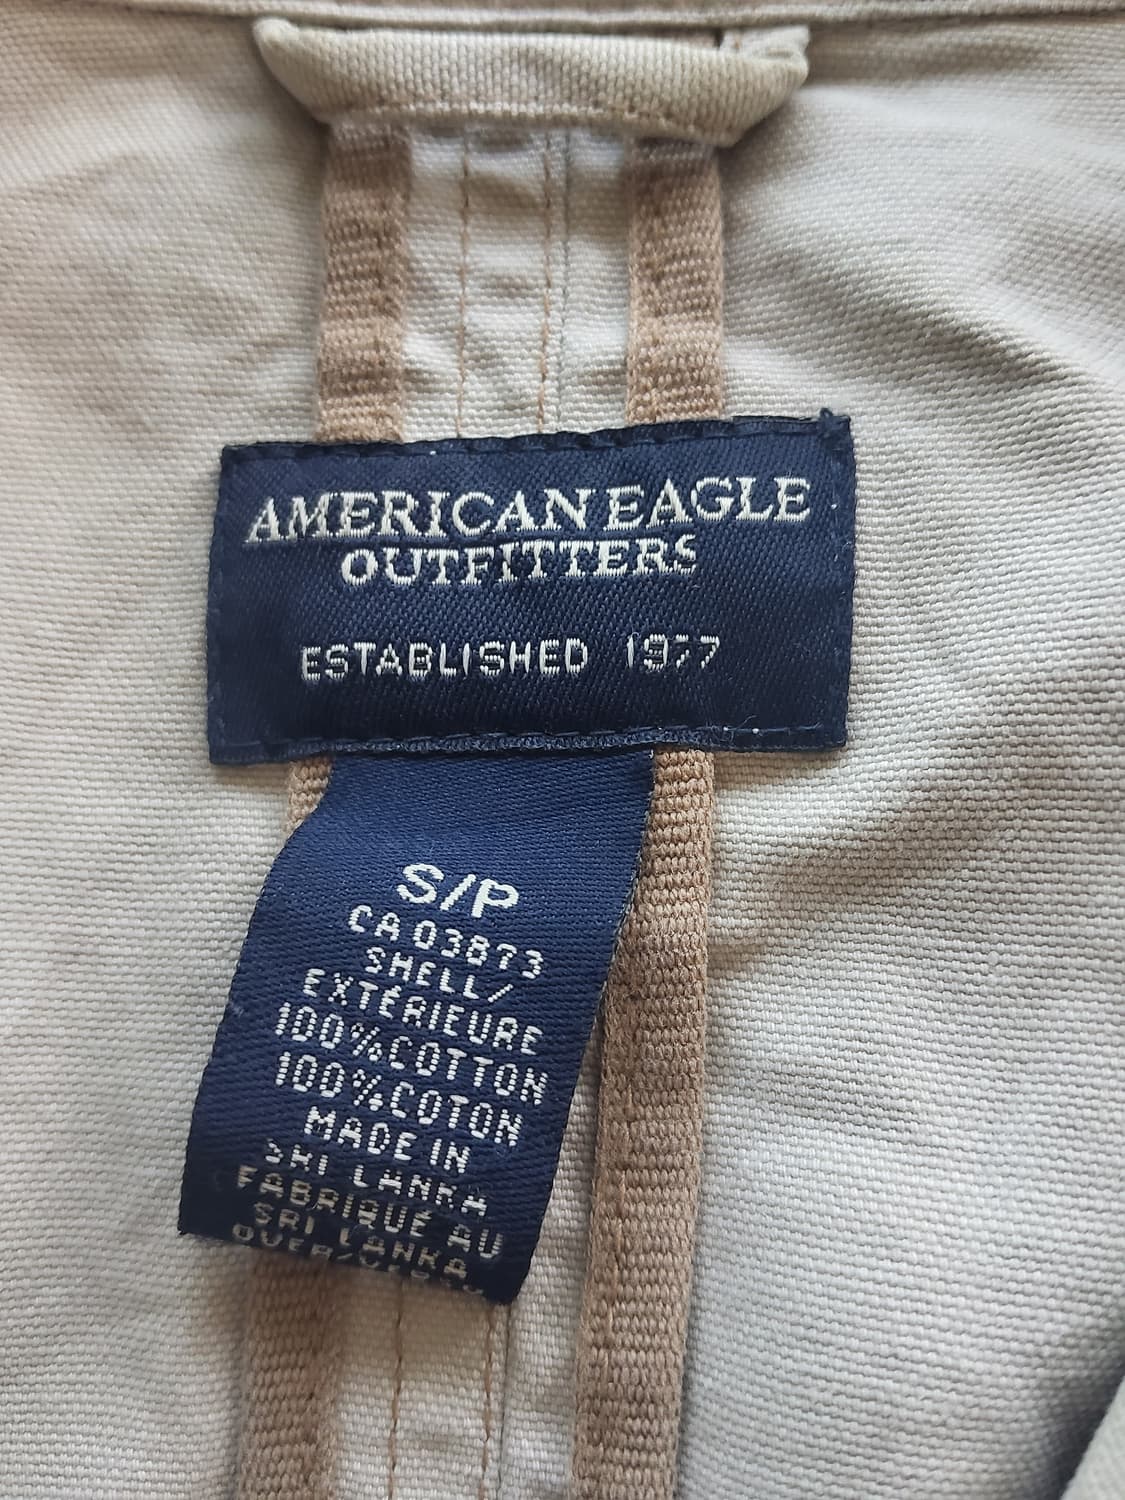 AMERICAN EAGLE
OUTFITTERS
ESTABLISHED 1977
S/P
CA 03873
SHELL/
EXTÉRIEURE
100%COTTON
100%COTON
MADE IN
SRI LANKA
FABRIQUÉ AU
SRI LANKA